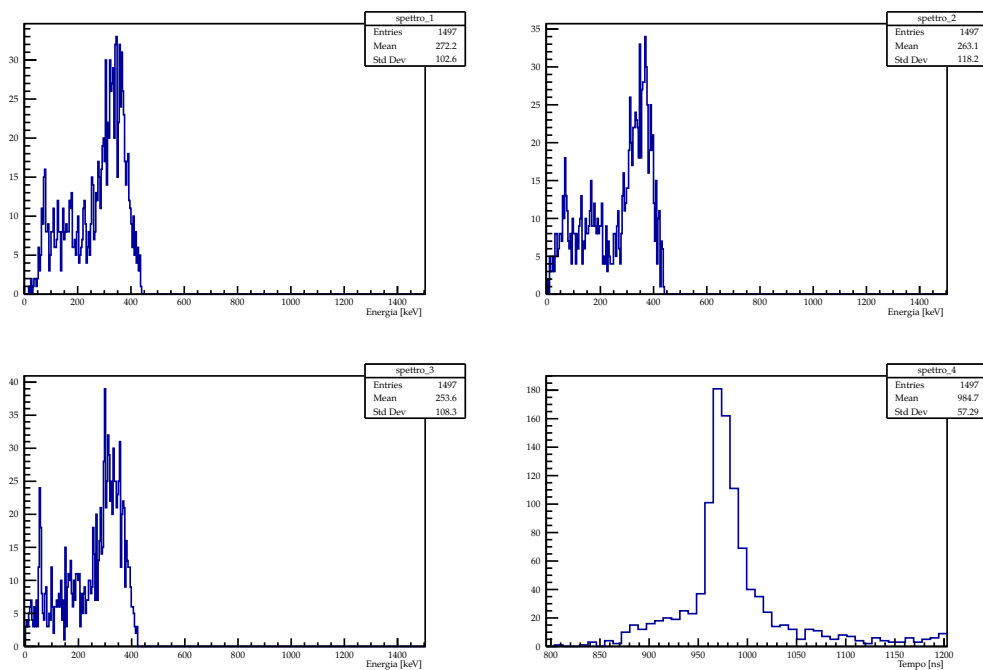 spettro_1
Entries 1497
Mean 272.2
Std Dev 102.6
30
25
20
15
10
5
0
0 200 400 600 800 1000 1200 1400
Energia [keV]
spettro_2
Entries 1497
Mean 263.1
Std Dev 118.2
35
30
25
20
15
10
5
0
0 200 400 600 800 1000 1200 1400
Energia [keV]
spettro_3
Entries 1497
Mean 253.6
Std Dev 108.3
40
35
30
25
20
15
10
5
0
0 200 400 600 800 1000 1200 1400
Energia [keV]
spettro_4
Entries 1497
Mean 984.7
Std Dev 57.29
180
160
140
120
100
80
60
40
20
0
800 850 900 950 1000 1050 1100 1150 1200
Tempo [ns]